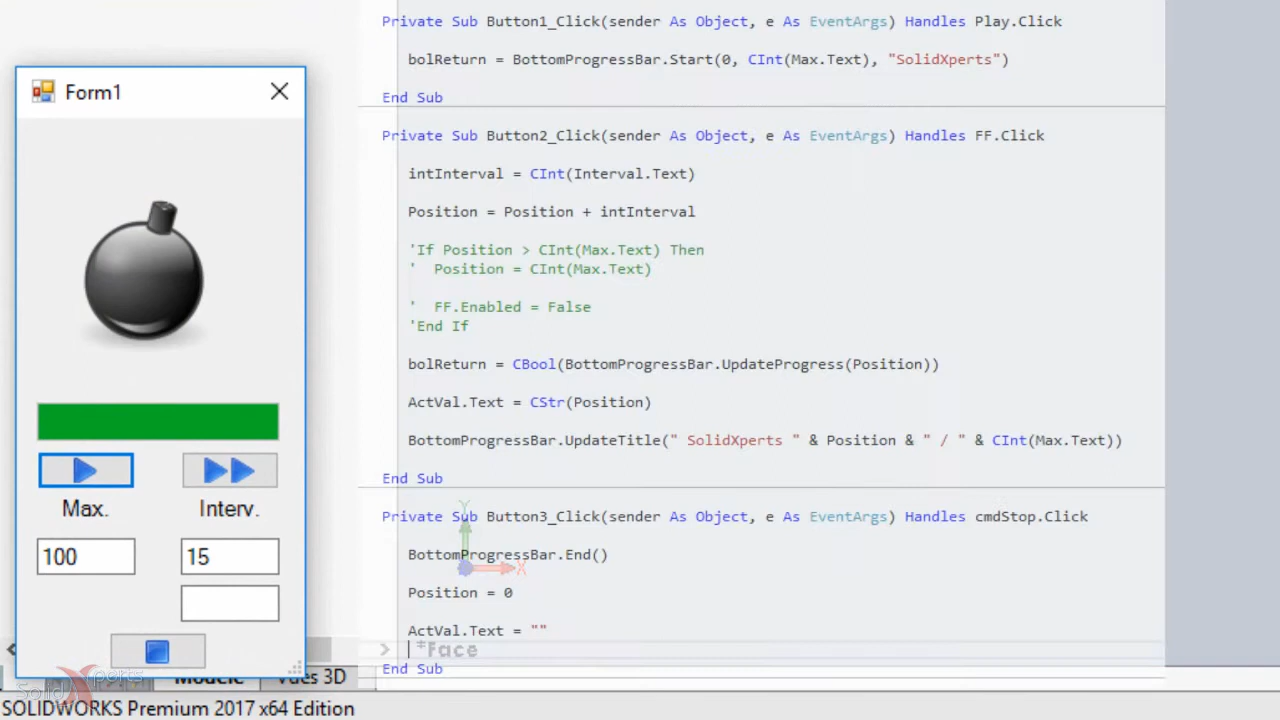 Form1
Max.
Interv.
100
15
Private Sub Button1_Click(sender As Object, e As EventArgs) Handles Play.Click
bolReturn = BottomProgressBar.Start(0, CInt(Max.Text), "SolidXperts")
End Sub
Private Sub Button2_Click(sender As Object, e As EventArgs) Handles FF.Click
intInterval = CInt(Interval.Text)
Position = Position + intInterval
'If Position > CInt(Max.Text) Then
'  Position = CInt(Max.Text)
'  FF.Enabled = False
'End If
bolReturn = CBool(BottomProgressBar.UpdateProgress(Position))
ActVal.Text = CStr(Position)
BottomProgressBar.UpdateTitle(" SolidXperts " & Position & " / " & CInt(Max.Text))
End Sub
Private Sub Button3_Click(sender As Object, e As EventArgs) Handles cmdStop.Click
BottomProgressBar.End()
Position = 0
ActVal.Text = ""
End Sub
Y
X
*Face
SolidXperts
Modèle
Vues 3D
SOLIDWORKS Premium 2017 x64 Edition